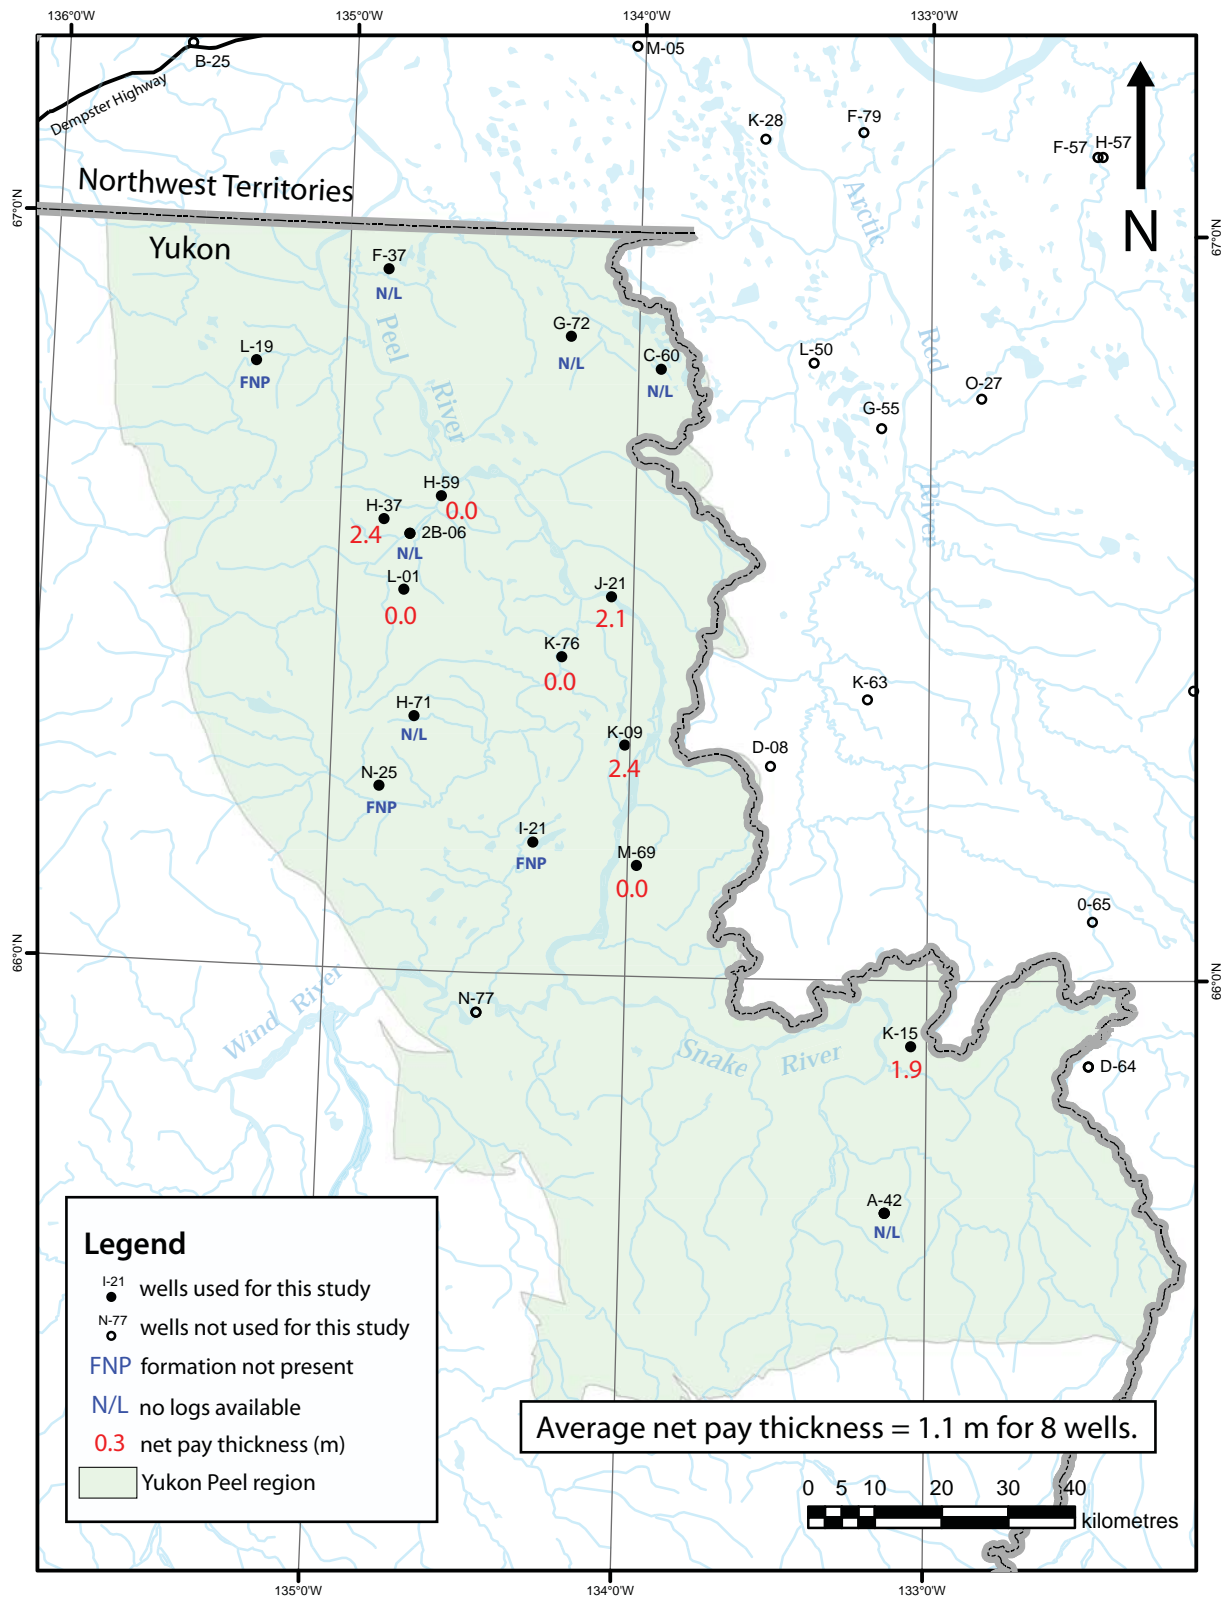 136°0'W
135°0'W
134°0'W
133°0'W
B-25
M-05
Dempster Highway
K-28
F-79
F-57
H-57
Northwest Territories
Arctic
67°0'N
67°0'N
N
Yukon
F-37
N/L
Peel
G-72
N/L
L-19
FNP
C-60
N/L
L-50
Red
O-27
River
G-55
H-59
0.0
H-37
2.4
2B-06
N/L
River
L-01
0.0
J-21
2.1
K-76
0.0
K-63
H-71
N/L
K-09
2.4
D-08
N-25
FNP
I-21
FNP
M-69
0.0
0-65
66°0'N
66°0'N
N-77
Wind River
Snake River
K-15
1.9
D-64
A-42
N/L
Legend
I-21 wells used for this study
N-77 wells not used for this study
FNP formation not present
N/L no logs available
0.3 net pay thickness (m)
Yukon Peel region
Average net pay thickness = 1.1 m for 8 wells.
0 5 10 20 30 40
kilometres
135°0'W
134°0'W
133°0'W